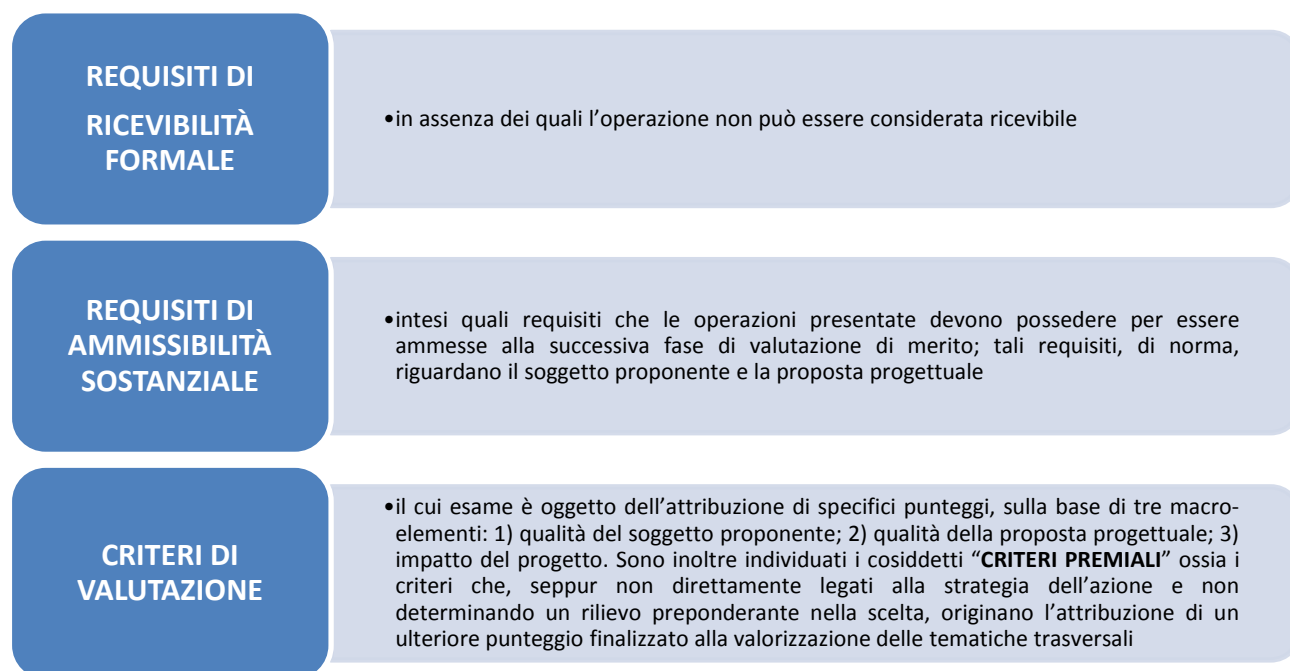 REQUISITI DI
RICEVIBILITÀ
FORMALE
•in assenza dei quali l’operazione non può essere considerata ricevibile
REQUISITI DI
AMMISSIBILITÀ
SOSTANZIALE
•intesi quali requisiti che le operazioni presentate devono possedere per essere
ammesse alla successiva fase di valutazione di merito; tali requisiti, di norma,
riguardano il soggetto proponente e la proposta progettuale
CRITERI DI
VALUTAZIONE
•il cui esame è oggetto dell’attribuzione di specifici punteggi, sulla base di tre macro-
elementi: 1) qualità del soggetto proponente; 2) qualità della proposta progettuale; 3)
impatto del progetto. Sono inoltre individuati i cosiddetti “CRITERI PREMIALI” ossia i
criteri che, seppur non direttamente legati alla strategia dell’azione e non
determinando un rilievo preponderante nella scelta, originano l’attribuzione di un
ulteriore punteggio finalizzato alla valorizzazione delle tematiche trasversali